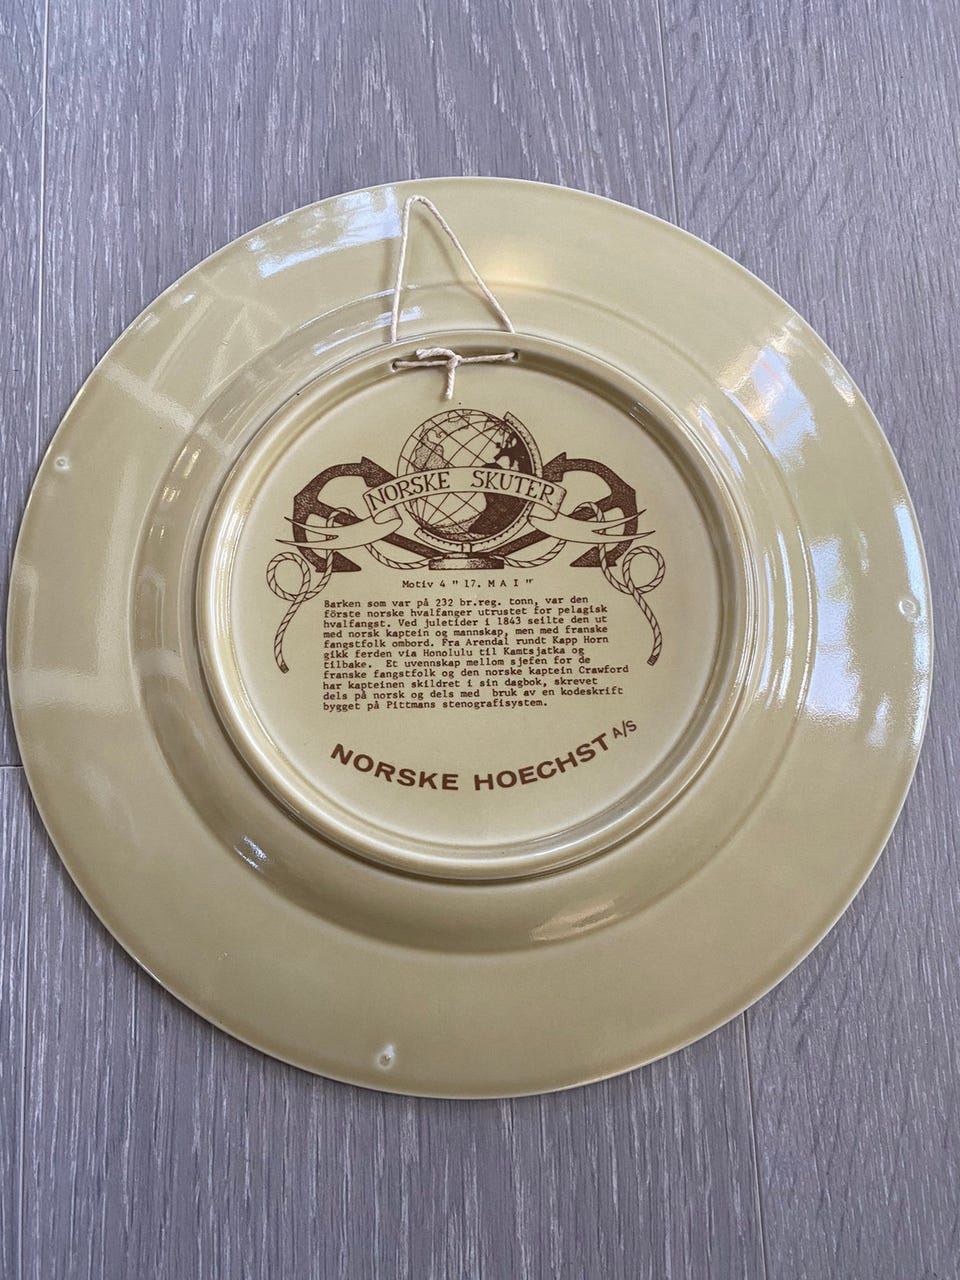 NORSKE SKUTER
Motiv 4 " 17. M A I "
Barken som var på 232 br.reg. tonn, var den
förste norske hvalfanger utrustet for pelagisk
hvalfangst. Ved juletider i 1843 seilte den ut
med norsk kaptein og mannskap, men med franske
fangstfolk ombord. Fra Arendal rundt Kapp Horn
gikk ferden via Honolulu til Kamtsjatka og
tilbake. Et uvennskap mellom sjefen for de
franske fangstfolk og den norske kaptein Crawford
har kapteinen skildret i sin dagbok, skrevet
dels på norsk og dels med bruk av en kodeskrift
bygget på Pittmans stenografisystem.
NORSKE HOECHST A/S